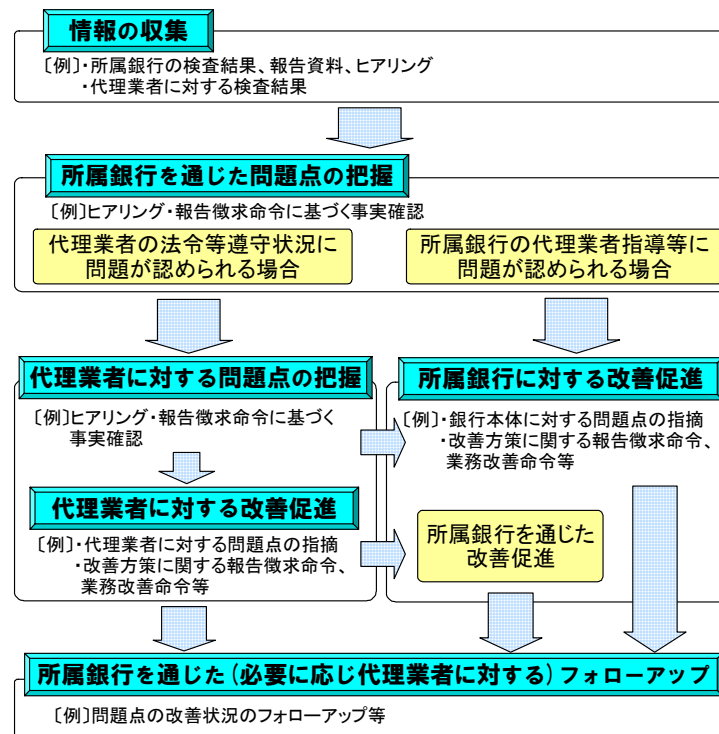 情報の収集
〔例〕・所属銀行の検査結果、報告資料、ヒアリング
・代理業者に対する検査結果
所属銀行を通じた問題点の把握
〔例〕ヒアリング・報告徴求命令に基づく事実確認
代理業者の法令等遵守状況に
問題が認められる場合
所属銀行の代理業者指導等に
問題が認められる場合
代理業者に対する問題点の把握
〔例〕ヒアリング・報告徴求命令に基づく
事実確認
代理業者に対する改善促進
〔例〕・代理業者に対する問題点の指摘
・改善方策に関する報告徴求命令、
業務改善命令等
所属銀行に対する改善促進
〔例〕・銀行本体に対する問題点の指摘
・改善方策に関する報告徴求命令、
業務改善命令等
所属銀行を通じた
改善促進
所属銀行を通じた(必要に応じ代理業者に対する)フォローアップ
〔例〕問題点の改善状況のフォローアップ等